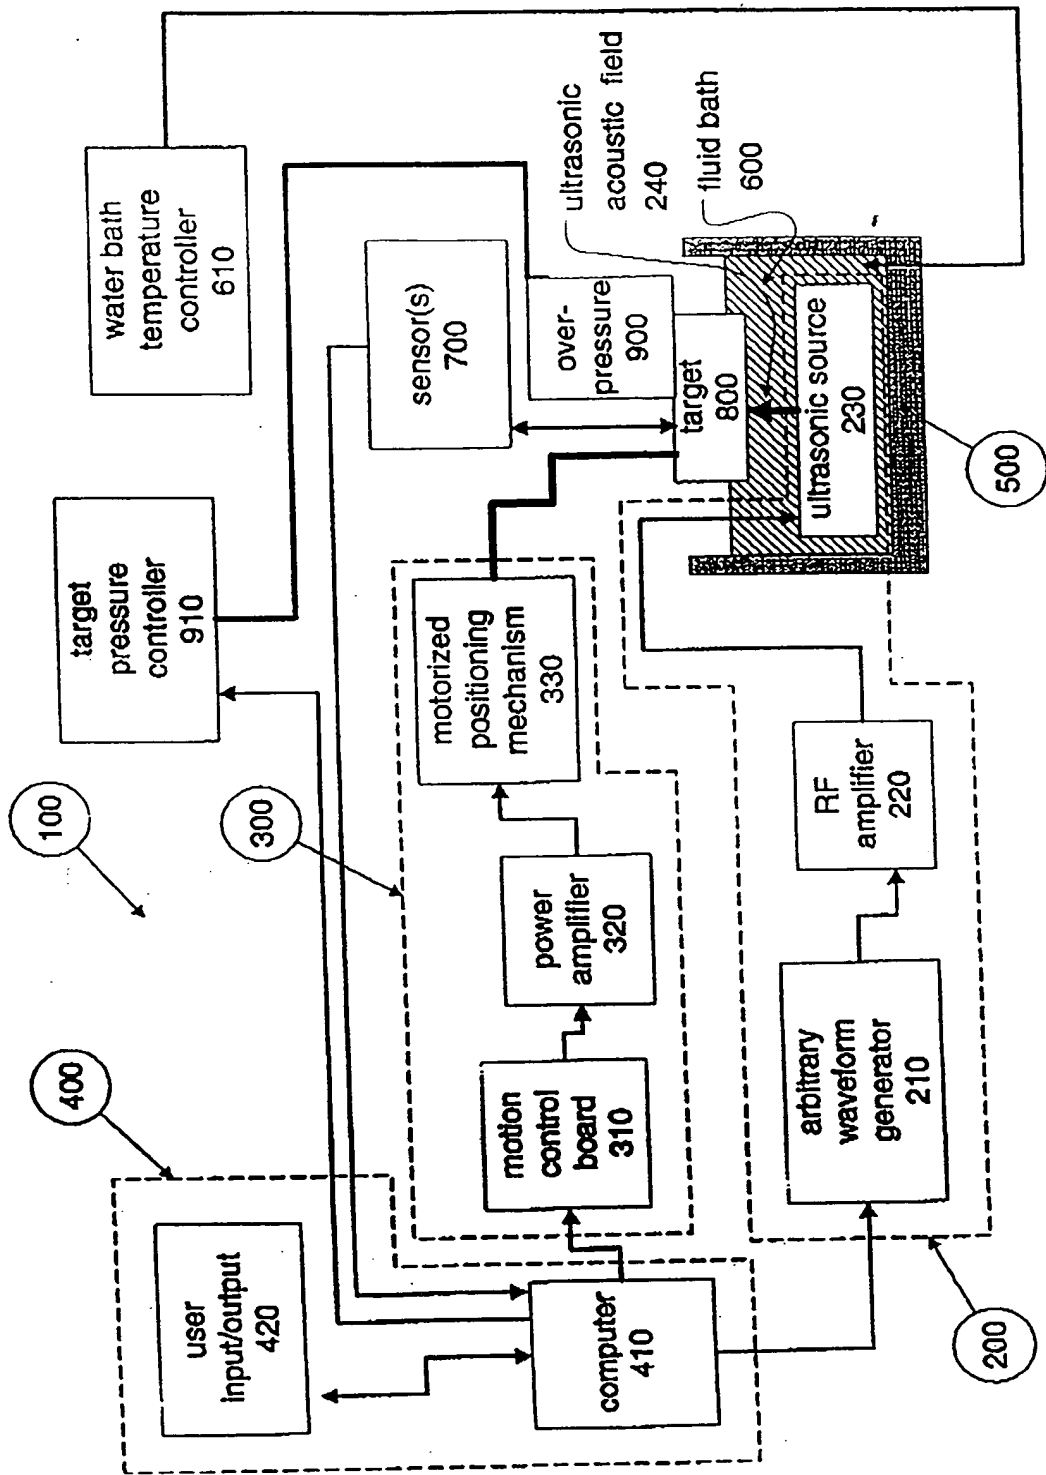 water bath
temperature
controller
610
target
pressure
controller
910
100
400
user
input/output
420
300
sensor(s)
700
over-
pressure
900
ultrasonic
acoustic field
240
fluid bath
600
computer
410
motion
control
board
310
power
amplifier
320
motorized
positioning
mechanism
330
target
800
ultrasonic source
230
500
200
arbitrary
waveform
generator
210
RF
amplifier
220